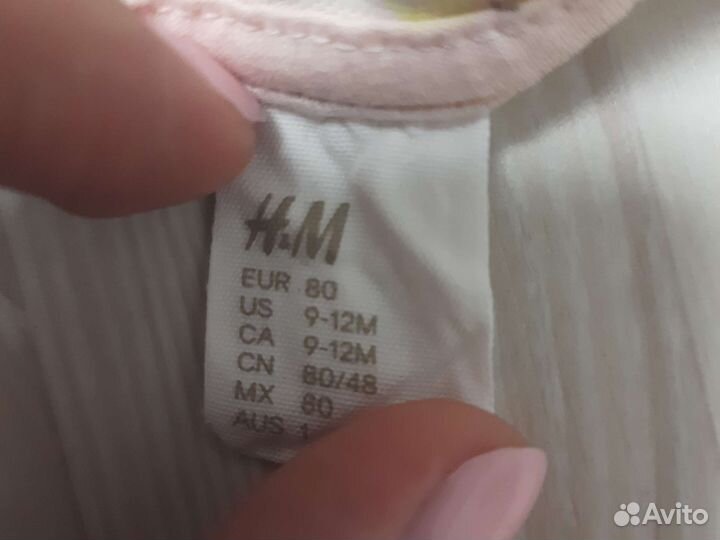 H&M
EUR 80
US 9-12M
CA 9-12M
CN 80/48
MX 80
AUS 1
Avito